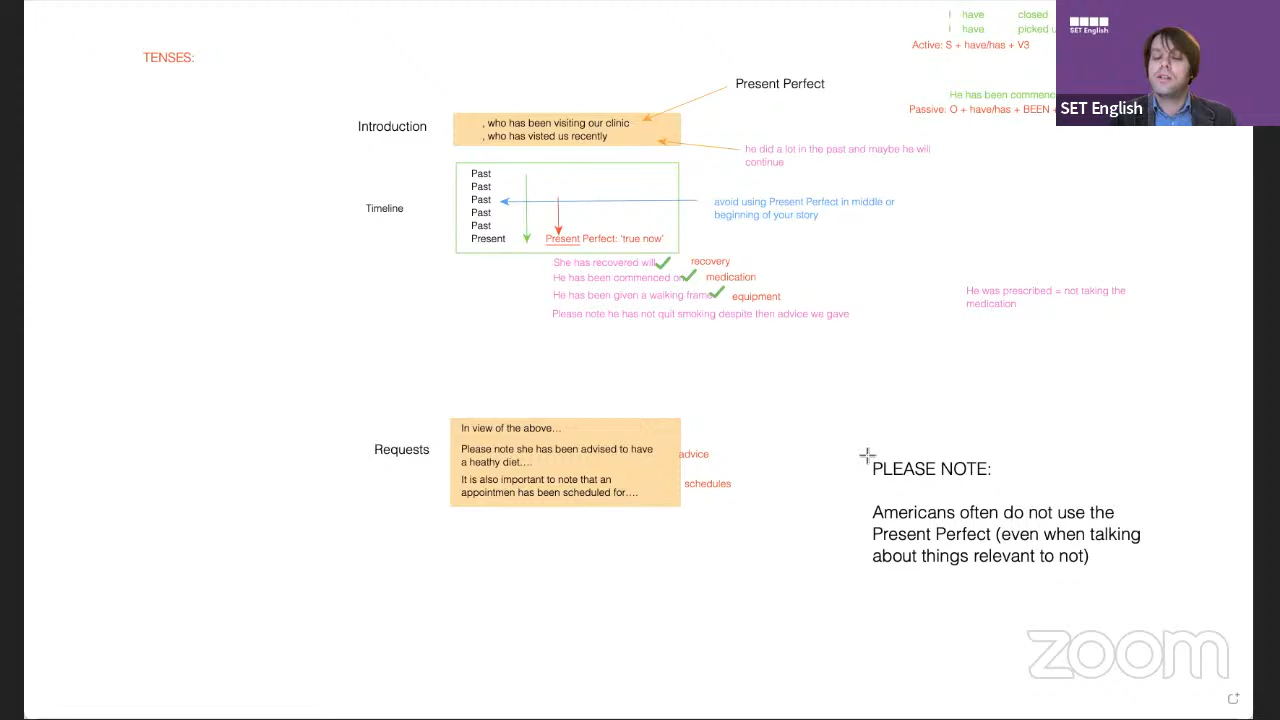 I have closed
I have picked u
Active: S + have/has + V3
SET English
TENSES:
Present Perfect
He has been commenc
SET English
Passive: O + have/has + BEEN +
Introduction
, who has been visiting our clinic
, who has visted us recently
he did a lot in the past and maybe he will
continue
Past
Past
Past
Past
Past
Present
Timeline
avoid using Present Perfect in middle or
beginning of your story
Present Perfect: 'true now'
She has recovered will
recovery
He has been commenced on
medication
He has been given a walking frame
equipment
He was prescribed = not taking the
medication
Please note he has not quit smoking despite then advice we gave
Requests
In view of the above...
Please note she has been advised to have
a heathy diet....
advice
It is also important to note that an
appointmen has been scheduled for....
schedules
PLEASE NOTE:
Americans often do not use the
Present Perfect (even when talking
about things relevant to not)
zoom